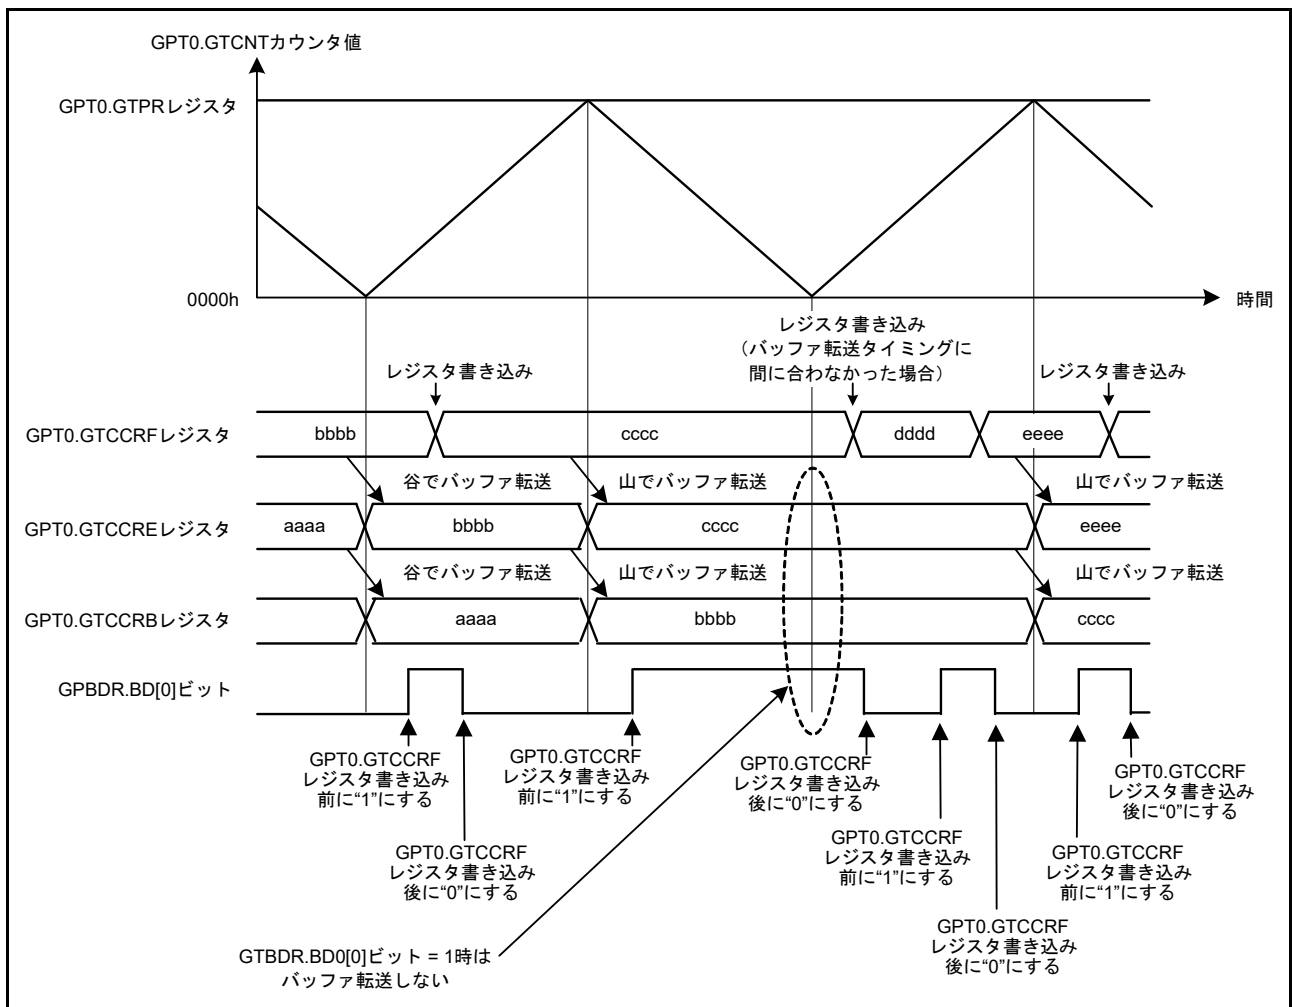 GPT0.GTCNTカウンタ値
GPT0.GTPRレジスタ
0000h
時間
レジスタ書き込み
レジスタ書き込み
(バッファ転送タイミングに
間に合わなかった場合)
レジスタ書き込み
GPT0.GTCCRFレジスタ
bbbb
cccc
dddd
eeee
谷でバッファ転送
山でバッファ転送
山でバッファ転送
GPT0.GTCCREレジスタ
aaaa
bbbb
cccc
eeee
谷でバッファ転送
山でバッファ転送
山でバッファ転送
GPT0.GTCCRBレジスタ
aaaa
bbbb
cccc
GPBDR.BD[0]ビット
GPT0.GTCCRF
レジスタ書き込み
前に“1”にする
GPT0.GTCCRF
レジスタ書き込み
後に“0”にする
GPT0.GTCCRF
レジスタ書き込み
前に“1”にする
GPT0.GTCCRF
レジスタ書き込み
後に“0”にする
GPT0.GTCCRF
レジスタ書き込み
前に“1”にする
GPT0.GTCCRF
レジスタ書き込み
後に“0”にする
GPT0.GTCCRF
レジスタ書き込み
前に“1”にする
GPT0.GTCCRF
レジスタ書き込み
後に“0”にする
GTBDR.BD0[0]ビット = 1時は
バッファ転送しない